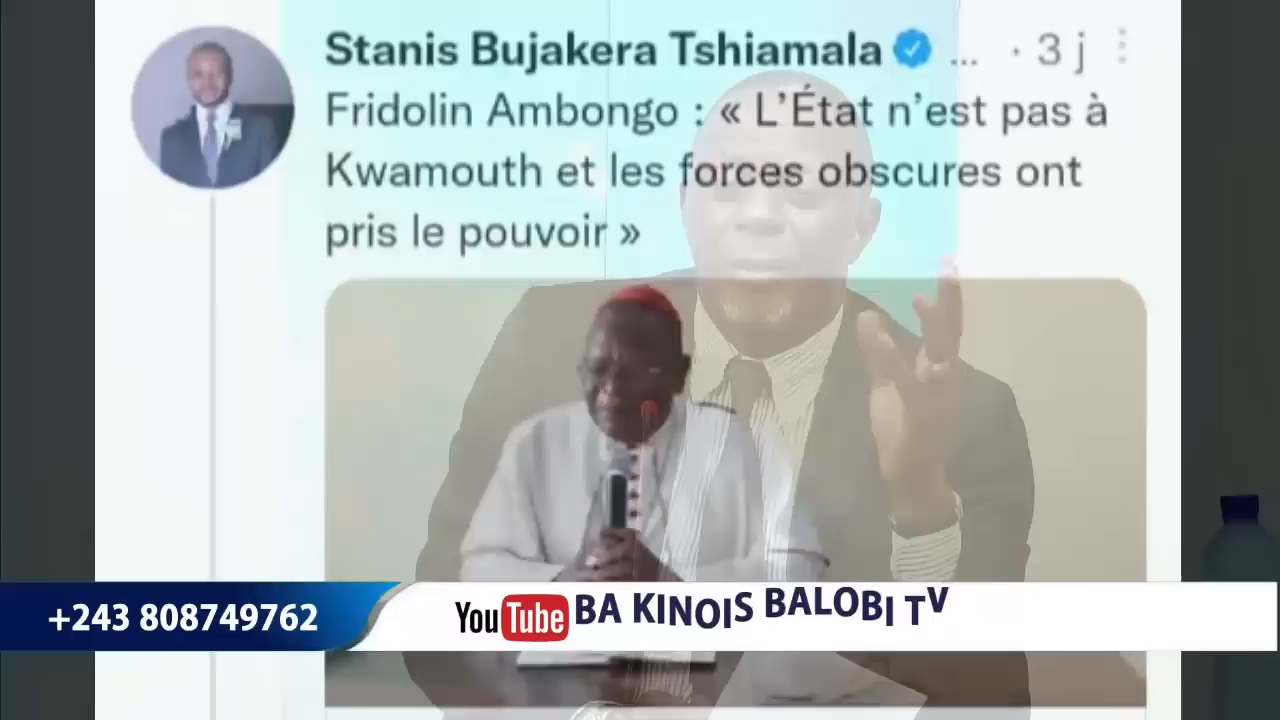 Stanis Bujakera Tshiamala ... · 3 j
Fridolin Ambongo : « L’État n’est pas à
Kwamouth et les forces obscures ont
pris le pouvoir »
+243 808749762
YouTube BA KINOIS BALOBI TV